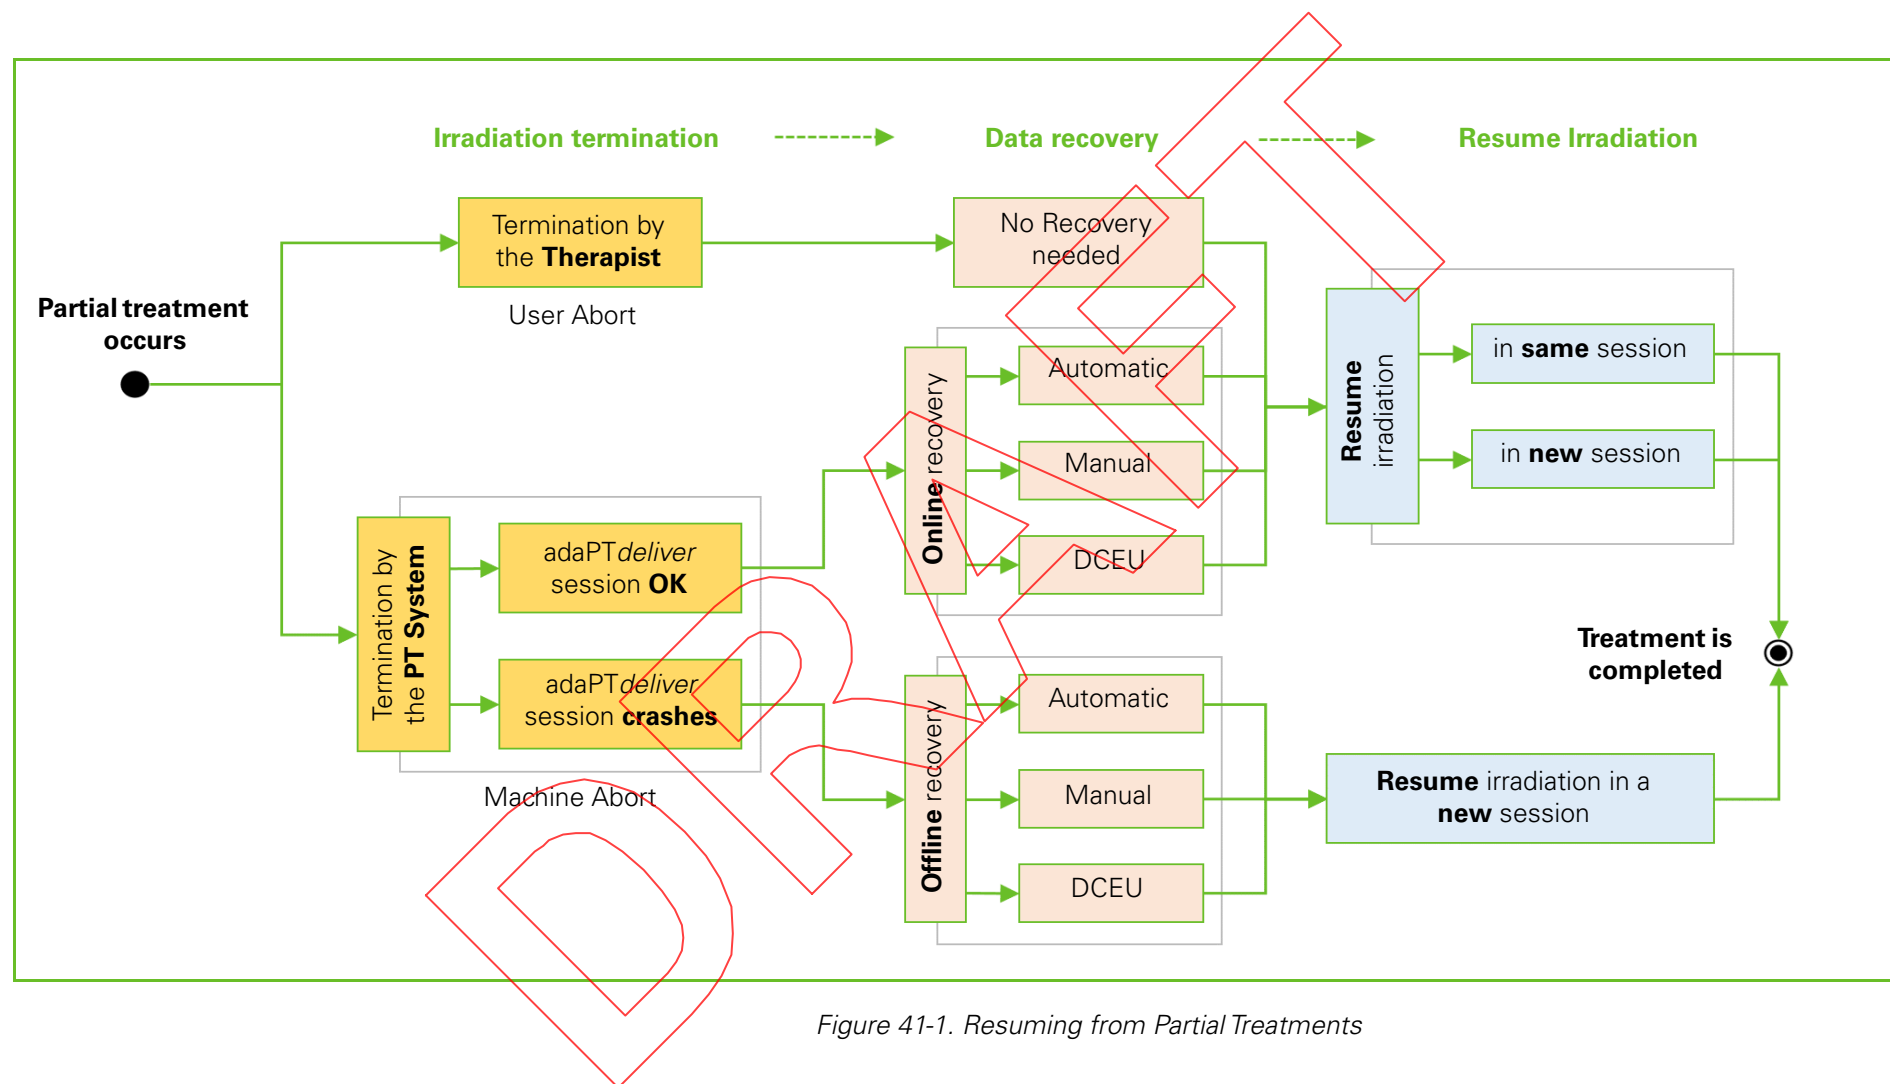 Irradiation termination
Data recovery
Resume Irradiation
Termination by
the Therapist
User Abort
No Recovery
needed
Partial treatment
occurs
Online recovery
Automatic
Manual
DCEU
Resume
irradiation
in same session
in new session
Termination by
the PT System
adaPTdeliver
session OK
adaPTdeliver
session crashes
Machine Abort
Offline recovery
Automatic
Manual
DCEU
Treatment is
completed
Resume irradiation in a
new session
DRAFT
Figure 41-1. Resuming from Partial Treatments